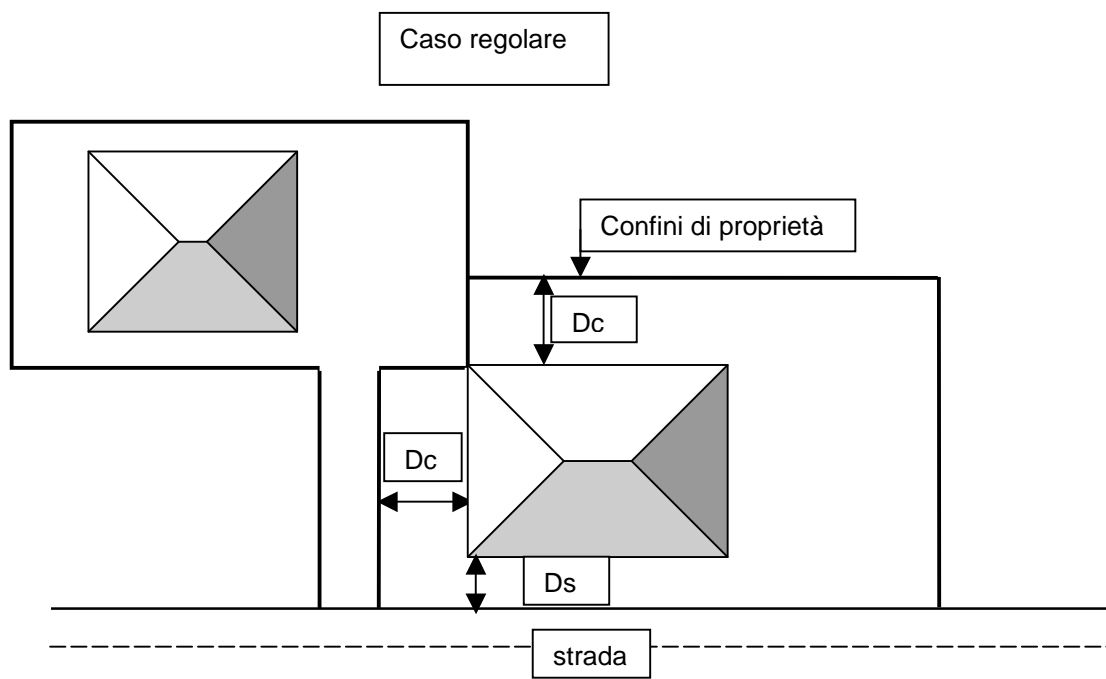 Caso regolare
Confini di proprietà
Dc
Dc
Ds
strada